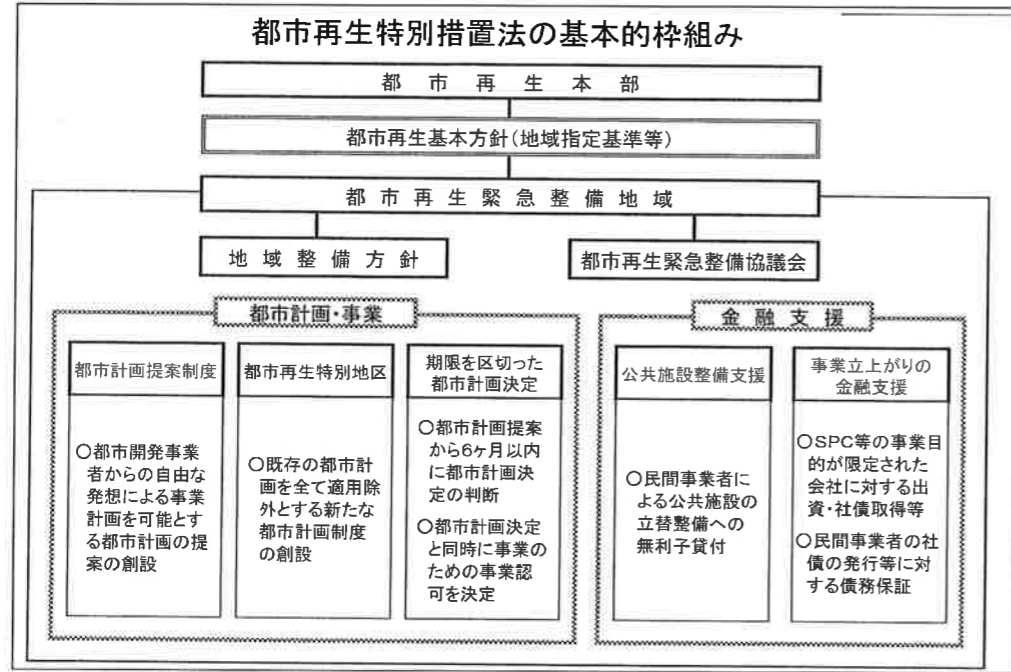 都市再生特別措置法の基本的枠組み
都市再生本部
都市再生基本方針(地域指定基準等)
都市再生緊急整備地域
地域整備方針
都市再生緊急整備協議会
都市計画・事業
都市計画提案制度
○都市開発事業
者からの自由な
発想による事業
計画を可能とす
る都市計画の提
案の創設
都市再生特別地区
○既存の都市計
画を全て適用除
外とする新たな
都市計画制度
の創設
期限を区切った
都市計画決定
○都市計画提案
から6ヶ月以内
に都市計画決
定の判断
○都市計画決定
と同時に事業の
ための事業認
可を決定
金融支援
公共施設整備支援
○民間事業者に
よる公共施設の
立替整備への
無利子貸付
事業立上がりの
金融支援
○SPC等の事業目
的が限定された
会社に対する出
資・社債取得等
○民間事業者の社
債の発行等に対
する債務保証